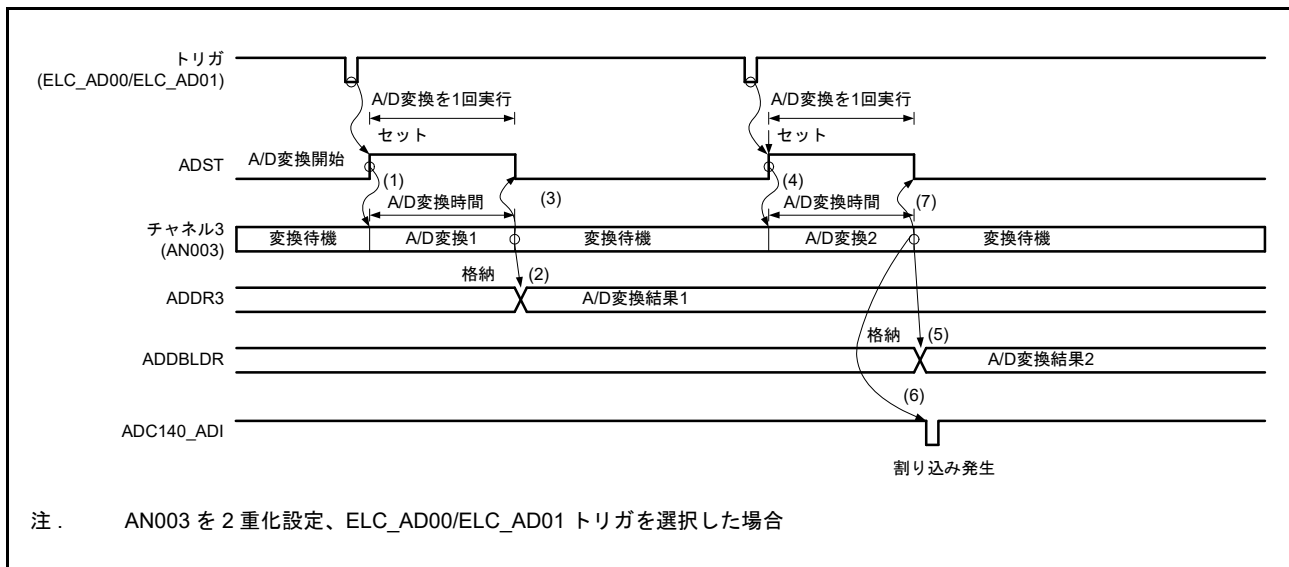 トリガ
(ELC_AD00/ELC_AD01)
A/D変換を1回実行
A/D変換を1回実行
セット
セット
ADST
A/D変換開始
(1)
(3)
(4)
(7)
A/D変換時間
A/D変換時間
チャネル3
(AN003)
変換待機
A/D変換1
変換待機
A/D変換2
変換待機
格納
(2)
ADDR3
A/D変換結果1
格納
(5)
ADDBLDR
A/D変換結果2
(6)
ADC140_ADI
割り込み発生
注 . AN003 を 2 重化設定、ELC_AD00/ELC_AD01 トリガを選択した場合